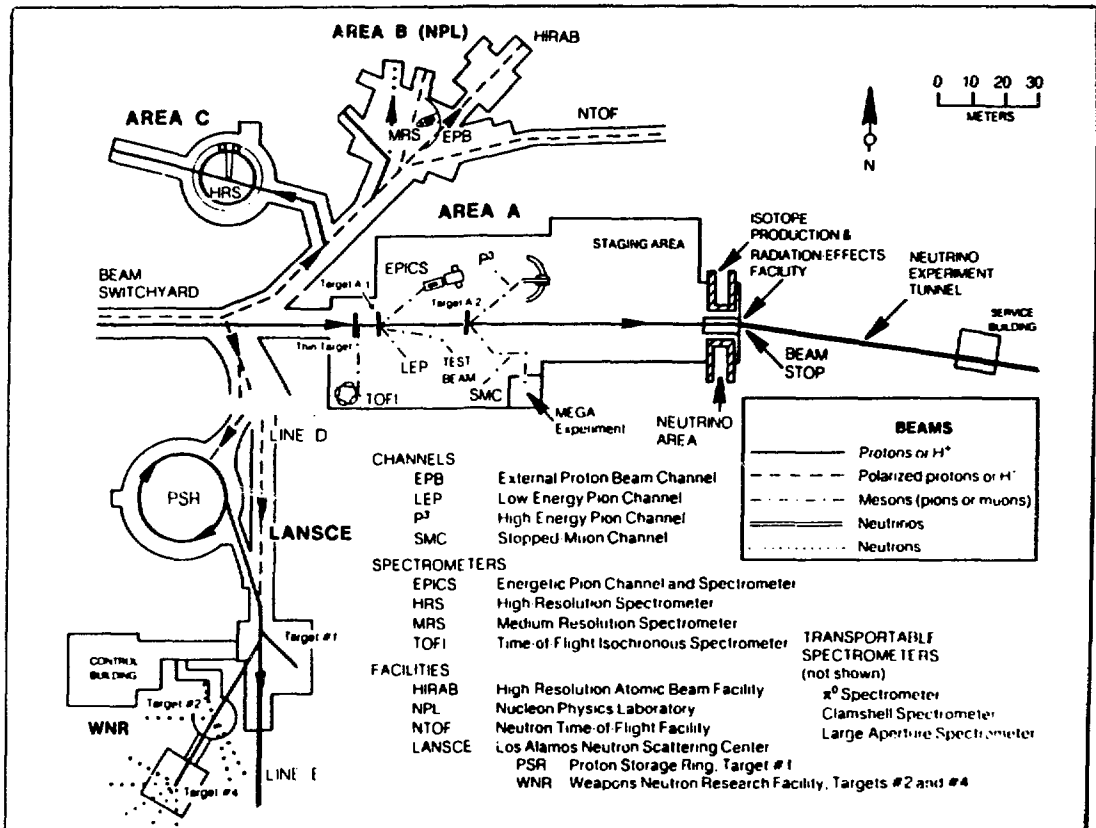 AREA B (NPL)
HIRAB
0 10 20 30
METERS
NTOF
N
AREA C
MRS
EPB
HRS
AREA A
STAGING AREA
ISOTOPE
PRODUCTION &
RADIATION-EFFECTS
FACILITY
NEUTRINO
EXPERIMENT
TUNNEL
SERVICE
BUILDING
BEAM
SWITCHYARD
EPICS
P³
Target A 1
Target A 2
Thin Target
LEP
TEST
BEAM
TOFI
SMC
MEGA
Experiment
BEAM
STOP
NEUTRINO
AREA
LINE D
PSR
LANSCE
BEAMS
Protons or H⁺
Polarized protons or H⁻
Mesons (pions or muons)
Neutrinos
Neutrons
CHANNELS
EPB External Proton Beam Channel
LEP Low Energy Pion Channel
P³ High Energy Pion Channel
SMC Stopped-Muon Channel
SPECTROMETERS
EPICS Energetic Pion Channel and Spectrometer
HRS High-Resolution Spectrometer
MRS Medium Resolution Spectrometer
TOFI Time-of-Flight Isochronous Spectrometer
FACILITIES
HIRAB High Resolution Atomic Beam Facility
NPL Nucleon Physics Laboratory
NTOF Neutron Time-of-Flight Facility
LANSCE Los Alamos Neutron Scattering Center
PSR Proton Storage Ring, Target #1
WNR Weapons Neutron Research Facility, Targets #2 and #4
TRANSPORTABLE
SPECTROMETERS
(not shown)
π⁰ Spectrometer
Clamshell Spectrometer
Large Aperture Spectrometer
Target #1
CONTROL
BUILDING
Target #2
WNR
Target #4
LINE E